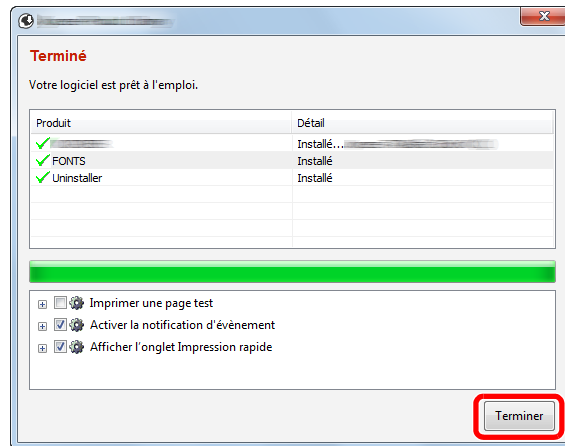 Terminé
Votre logiciel est prêt à l'emploi.
Produit Détail
Installé...
FONTS Installé
Uninstaller Installé
Imprimer une page test
Activer la notification d'évènement
Afficher l'onglet Impression rapide
Terminer